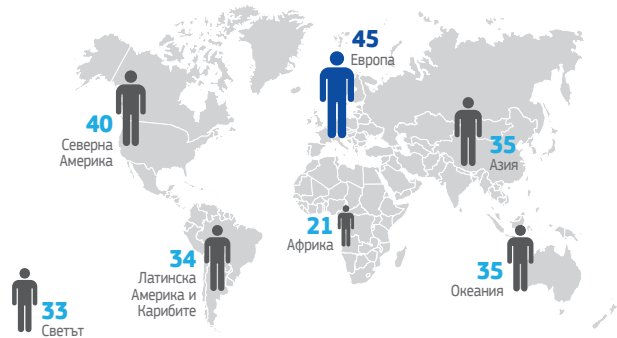 45
Европа
40
Северна
Америка
35
Азия
21
Африка
34
Латинска
Америка и
Карибите
35
Океания
33
Светът